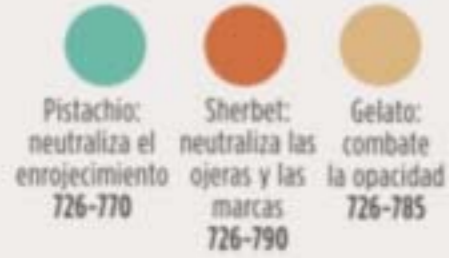 Pistachio:
neutraliza el
enrojecimiento
726-770
Sherbet:
neutraliza las
ojeras y las
marcas
726-790
Gelato:
combate
la opacidad
726-785